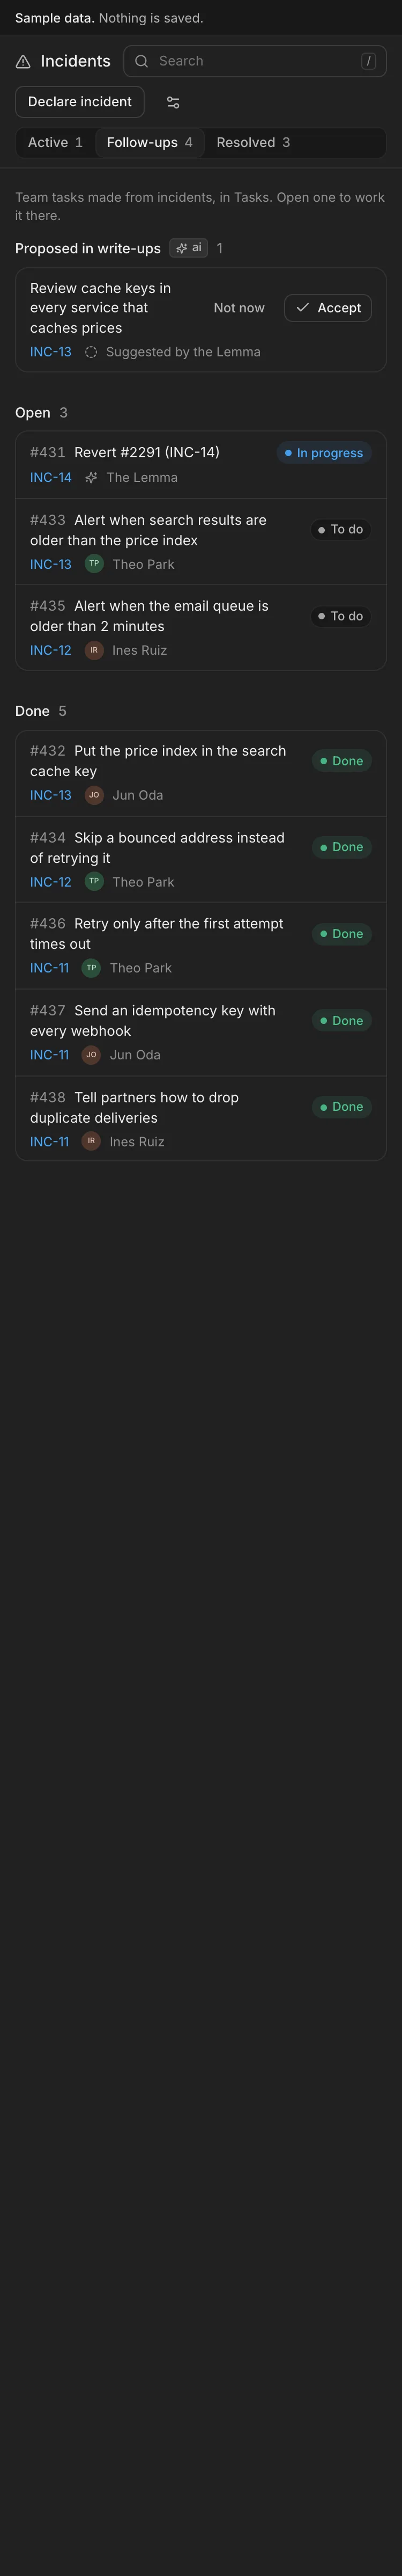 Sample data. Nothing is saved.
Incidents
Search
/
Declare incident
Active 1
Follow-ups 4
Resolved 3
Team tasks made from incidents, in Tasks. Open one to work
it there.
Proposed in write-ups ai 1
Review cache keys in
every service that
caches prices
Not now
Accept
INC-13 Suggested by the Lemma
Open 3
#431 Revert #2291 (INC-14)
In progress
INC-14 The Lemma
#433 Alert when search results are
older than the price index
To do
INC-13 TP Theo Park
#435 Alert when the email queue is
older than 2 minutes
To do
INC-12 IR Ines Ruiz
Done 5
#432 Put the price index in the search
cache key
Done
INC-13 JO Jun Oda
#434 Skip a bounced address instead
of retrying it
Done
INC-12 TP Theo Park
#436 Retry only after the first attempt
times out
Done
INC-11 TP Theo Park
#437 Send an idempotency key with
every webhook
Done
INC-11 JO Jun Oda
#438 Tell partners how to drop
duplicate deliveries
Done
INC-11 IR Ines Ruiz